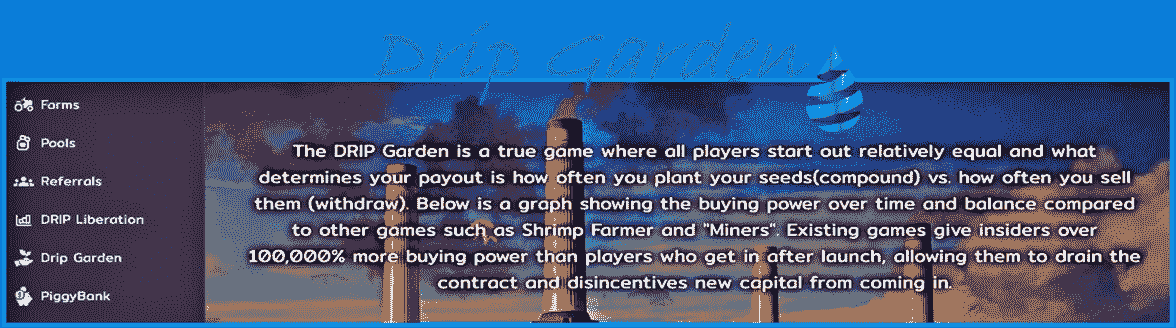 Drip Garden
Farms
Pools
Referrals
DRIP Liberation
Drip Garden
PiggyBank
The DRIP Garden is a true game where all players start out relatively equal and what
determines your payout is how often you plant your seeds(compound) vs. how often you sell
them (withdraw). Below is a graph showing the buying power over time and balance compared
to other games such as Shrimp Farmer and "Miners". Existing games give insiders over
100,000% more buying power than players who get in after launch, allowing them to drain the
contract and disincentives new capital from coming in.